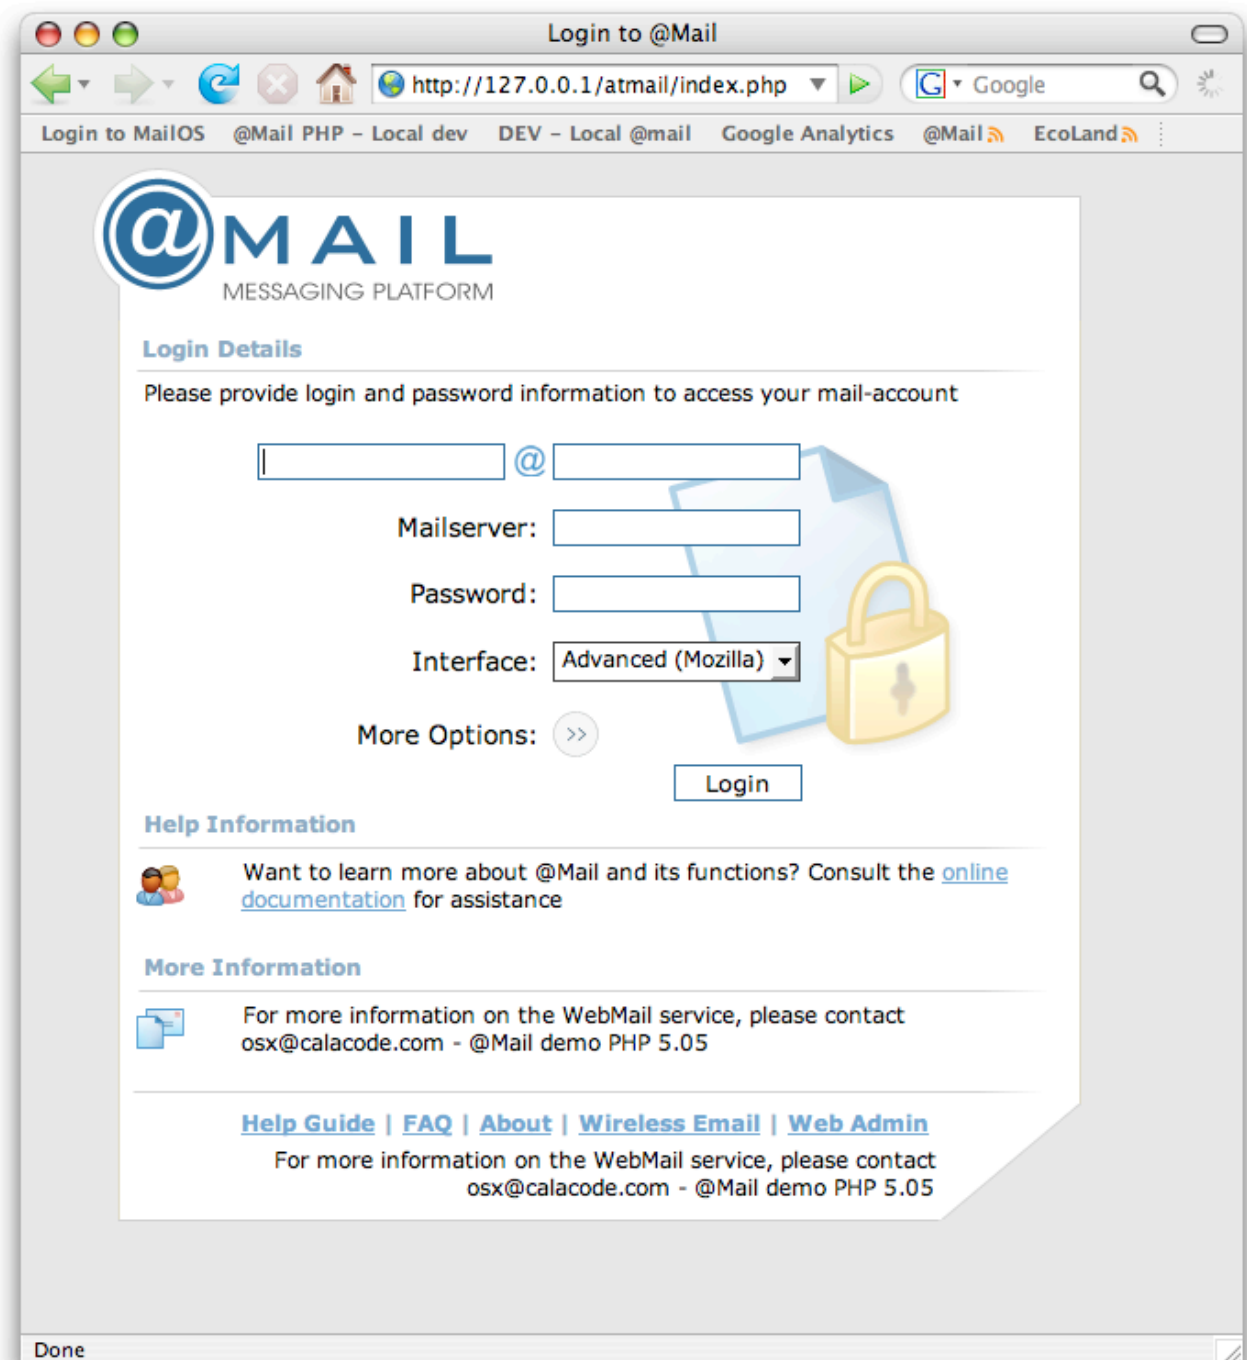 Login to @Mail
http://127.0.0.1/atmail/index.php
G Google
Login to MailOS @Mail PHP - Local dev DEV - Local @mail Google Analytics @Mail EcoLand
@MAIL
MESSAGING PLATFORM
Login Details
Please provide login and password information to access your mail-account
@
Mailserver:
Password:
Interface: Advanced (Mozilla)
More Options: >>
Login
Help Information
Want to learn more about @Mail and its functions? Consult the online
documentation for assistance
More Information
For more information on the WebMail service, please contact
osx@calacode.com - @Mail demo PHP 5.05
Help Guide | FAQ | About | Wireless Email | Web Admin
For more information on the WebMail service, please contact
osx@calacode.com - @Mail demo PHP 5.05
Done